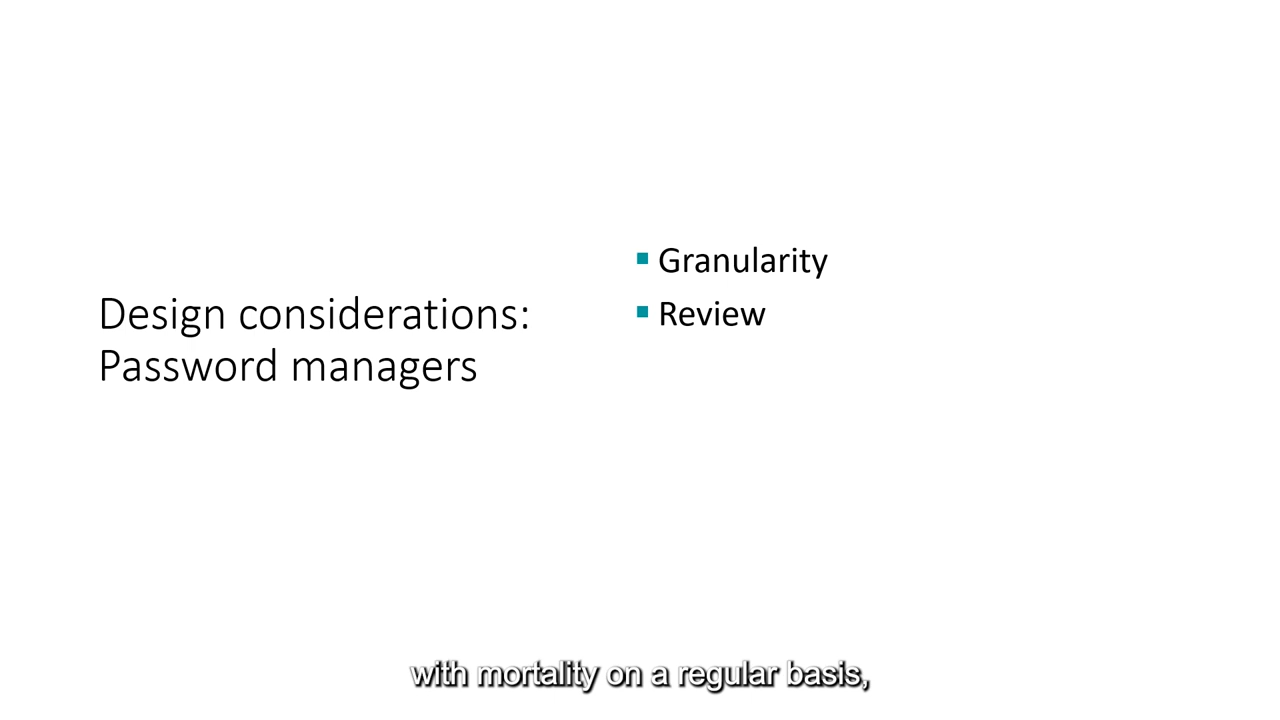 Design considerations:
Password managers
Granularity
Review
with mortality on a regular basis,